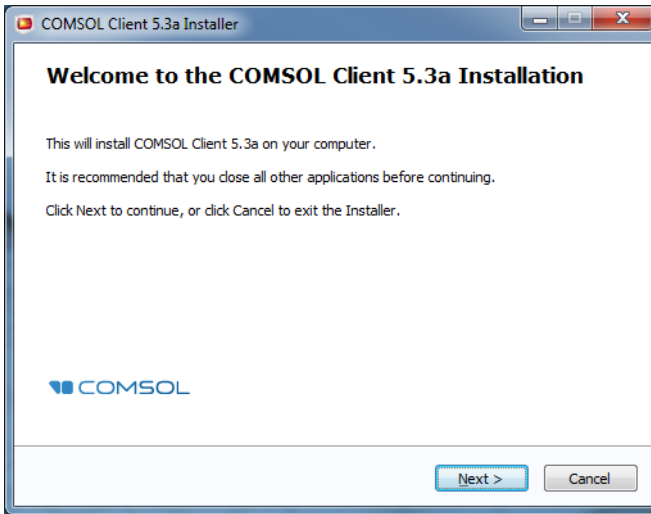 COMSOL Client 5.3a Installer
Welcome to the COMSOL Client 5.3a Installation
This will install COMSOL Client 5.3a on your computer.
It is recommended that you close all other applications before continuing.
Click Next to continue, or click Cancel to exit the Installer.
COMSOL
Next > Cancel